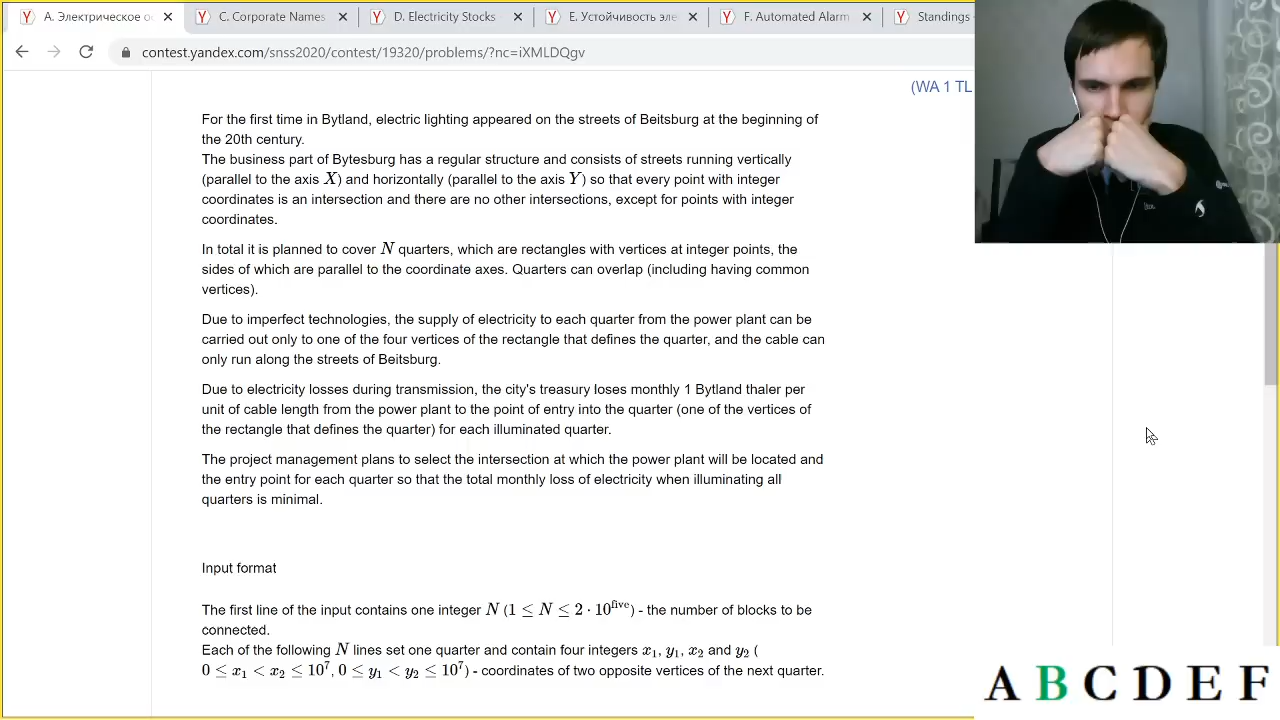 А. Электрическое ос
C. Corporate Names
D. Electricity Stocks
E. Устойчивость эле
F. Automated Alarm
Standings -
contest.yandex.com/snss2020/contest/19320/problems/?nc=iXMLDQgv
(WA 1 TL
For the first time in Bytland, electric lighting appeared on the streets of Beitsburg at the beginning of
the 20th century.
The business part of Bytesburg has a regular structure and consists of streets running vertically
(parallel to the axis X) and horizontally (parallel to the axis Y) so that every point with integer
coordinates is an intersection and there are no other intersections, except for points with integer
coordinates.
In total it is planned to cover N quarters, which are rectangles with vertices at integer points, the
sides of which are parallel to the coordinate axes. Quarters can overlap (including having common
vertices).
Due to imperfect technologies, the supply of electricity to each quarter from the power plant can be
carried out only to one of the four vertices of the rectangle that defines the quarter, and the cable can
only run along the streets of Beitsburg.
Due to electricity losses during transmission, the city's treasury loses monthly 1 Bytland thaler per
unit of cable length from the power plant to the point of entry into the quarter (one of the vertices of
the rectangle that defines the quarter) for each illuminated quarter.
The project management plans to select the intersection at which the power plant will be located and
the entry point for each quarter so that the total monthly loss of electricity when illuminating all
quarters is minimal.
Input format
The first line of the input contains one integer N (1 ≤ N ≤ 2 · 10^five) - the number of blocks to be
connected.
Each of the following N lines set one quarter and contain four integers x₁, y₁, x₂ and y₂ (
0 ≤ x₁ < x₂ ≤ 10⁷, 0 ≤ y₁ < y₂ ≤ 10⁷) - coordinates of two opposite vertices of the next quarter.
A B C D E F